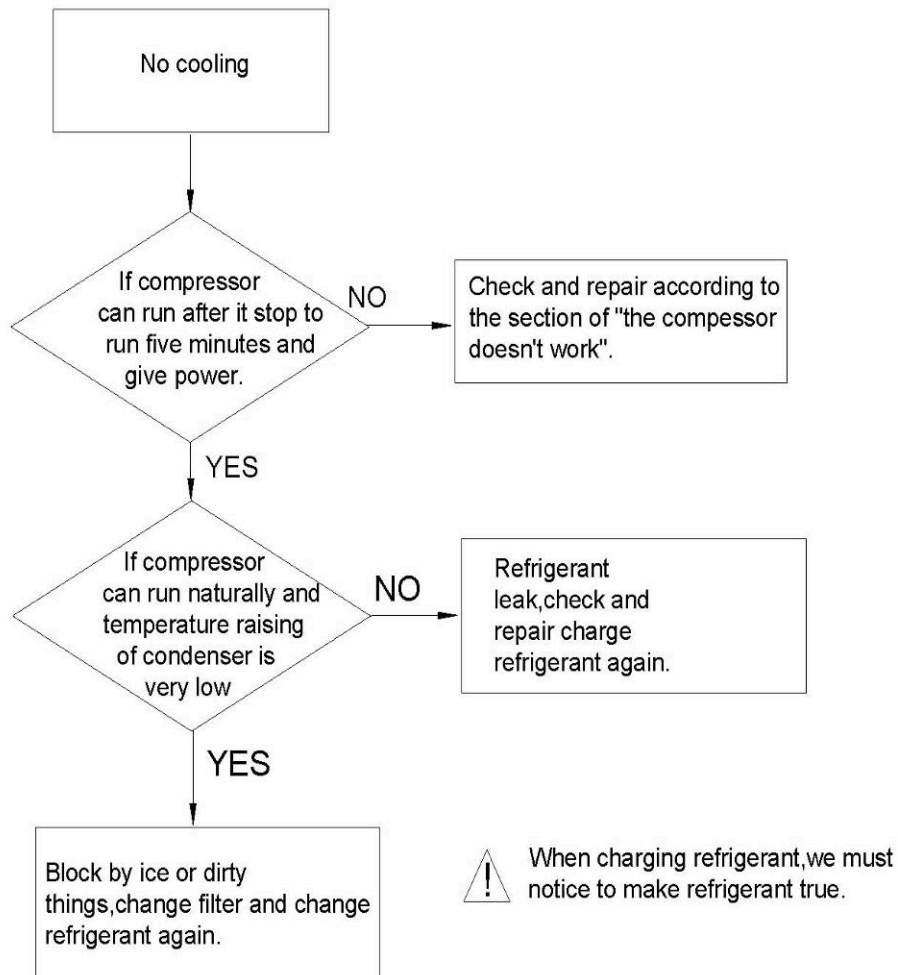 No cooling
If compressor
can run after it stop to
run five minutes and
give power.
NO
Check and repair according to
the section of "the compessor
doesn't work".
YES
If compressor
can run naturally and
temperature raising
of condenser is
very low
NO
Refrigerant
leak,check and
repair charge
refrigerant again.
YES
Block by ice or dirty
things,change filter and change
refrigerant again.
!
When charging refrigerant,we must
notice to make refrigerant true.